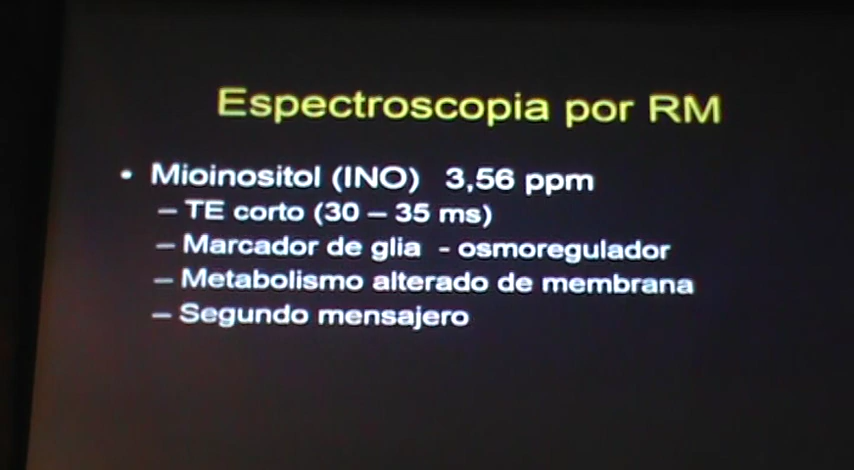 Espectroscopia por RM
• Mioinositol (INO) 3,56 ppm
– TE corto (30 – 35 ms)
– Marcador de glia - osmoregulador
– Metabolismo alterado de membrana
– Segundo mensajero